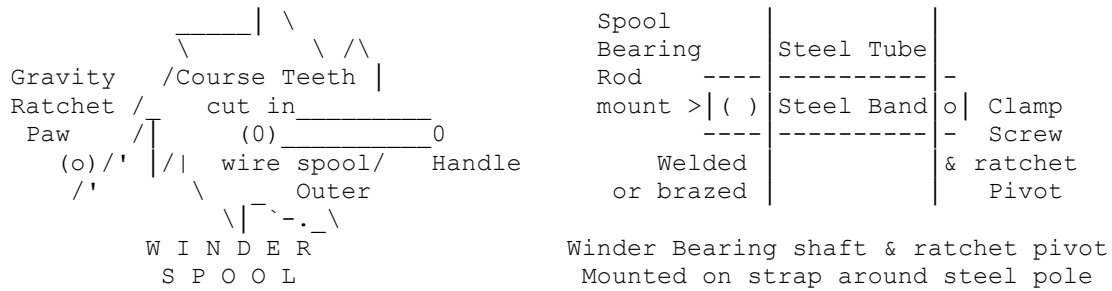 Spool
Bearing Steel Tube
Gravity /Course Teeth Rod
Ratchet cut in mount > ( ) Steel Band o Clamp
Paw (0) 0 Screw
(o) wire spool/ Handle Welded & ratchet
Outer or brazed Pivot
W I N D E R Winder Bearing shaft & ratchet pivot
S P O O L Mounted on strap around steel pole